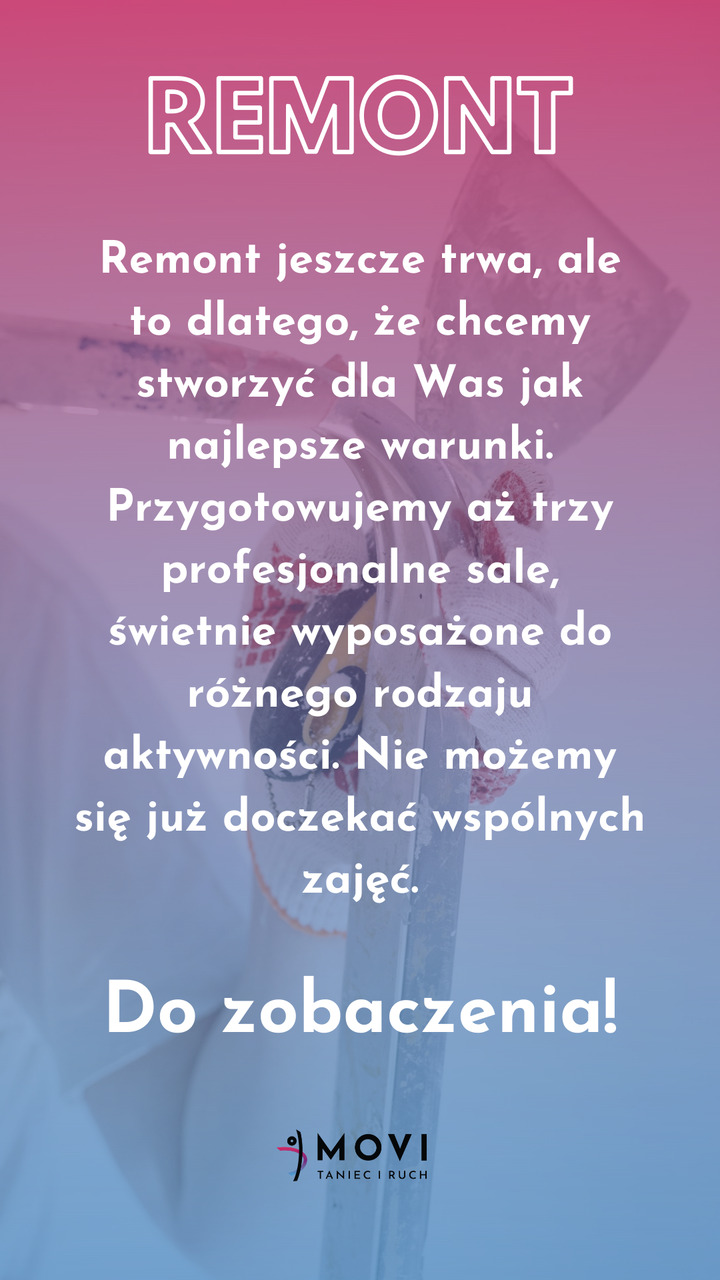 REMONT
Remont jeszcze trwa, ale
to dlatego, że chcemy
stworzyć dla Was jak
najlepsze warunki.
Przygotowujemy aż trzy
profesjonalne sale,
świetnie wyposażone do
różnego rodzaju
aktywności. Nie możemy
się już doczekać wspólnych
zajęć.
Do zobaczenia!
MOVI
TANIEC I RUCH